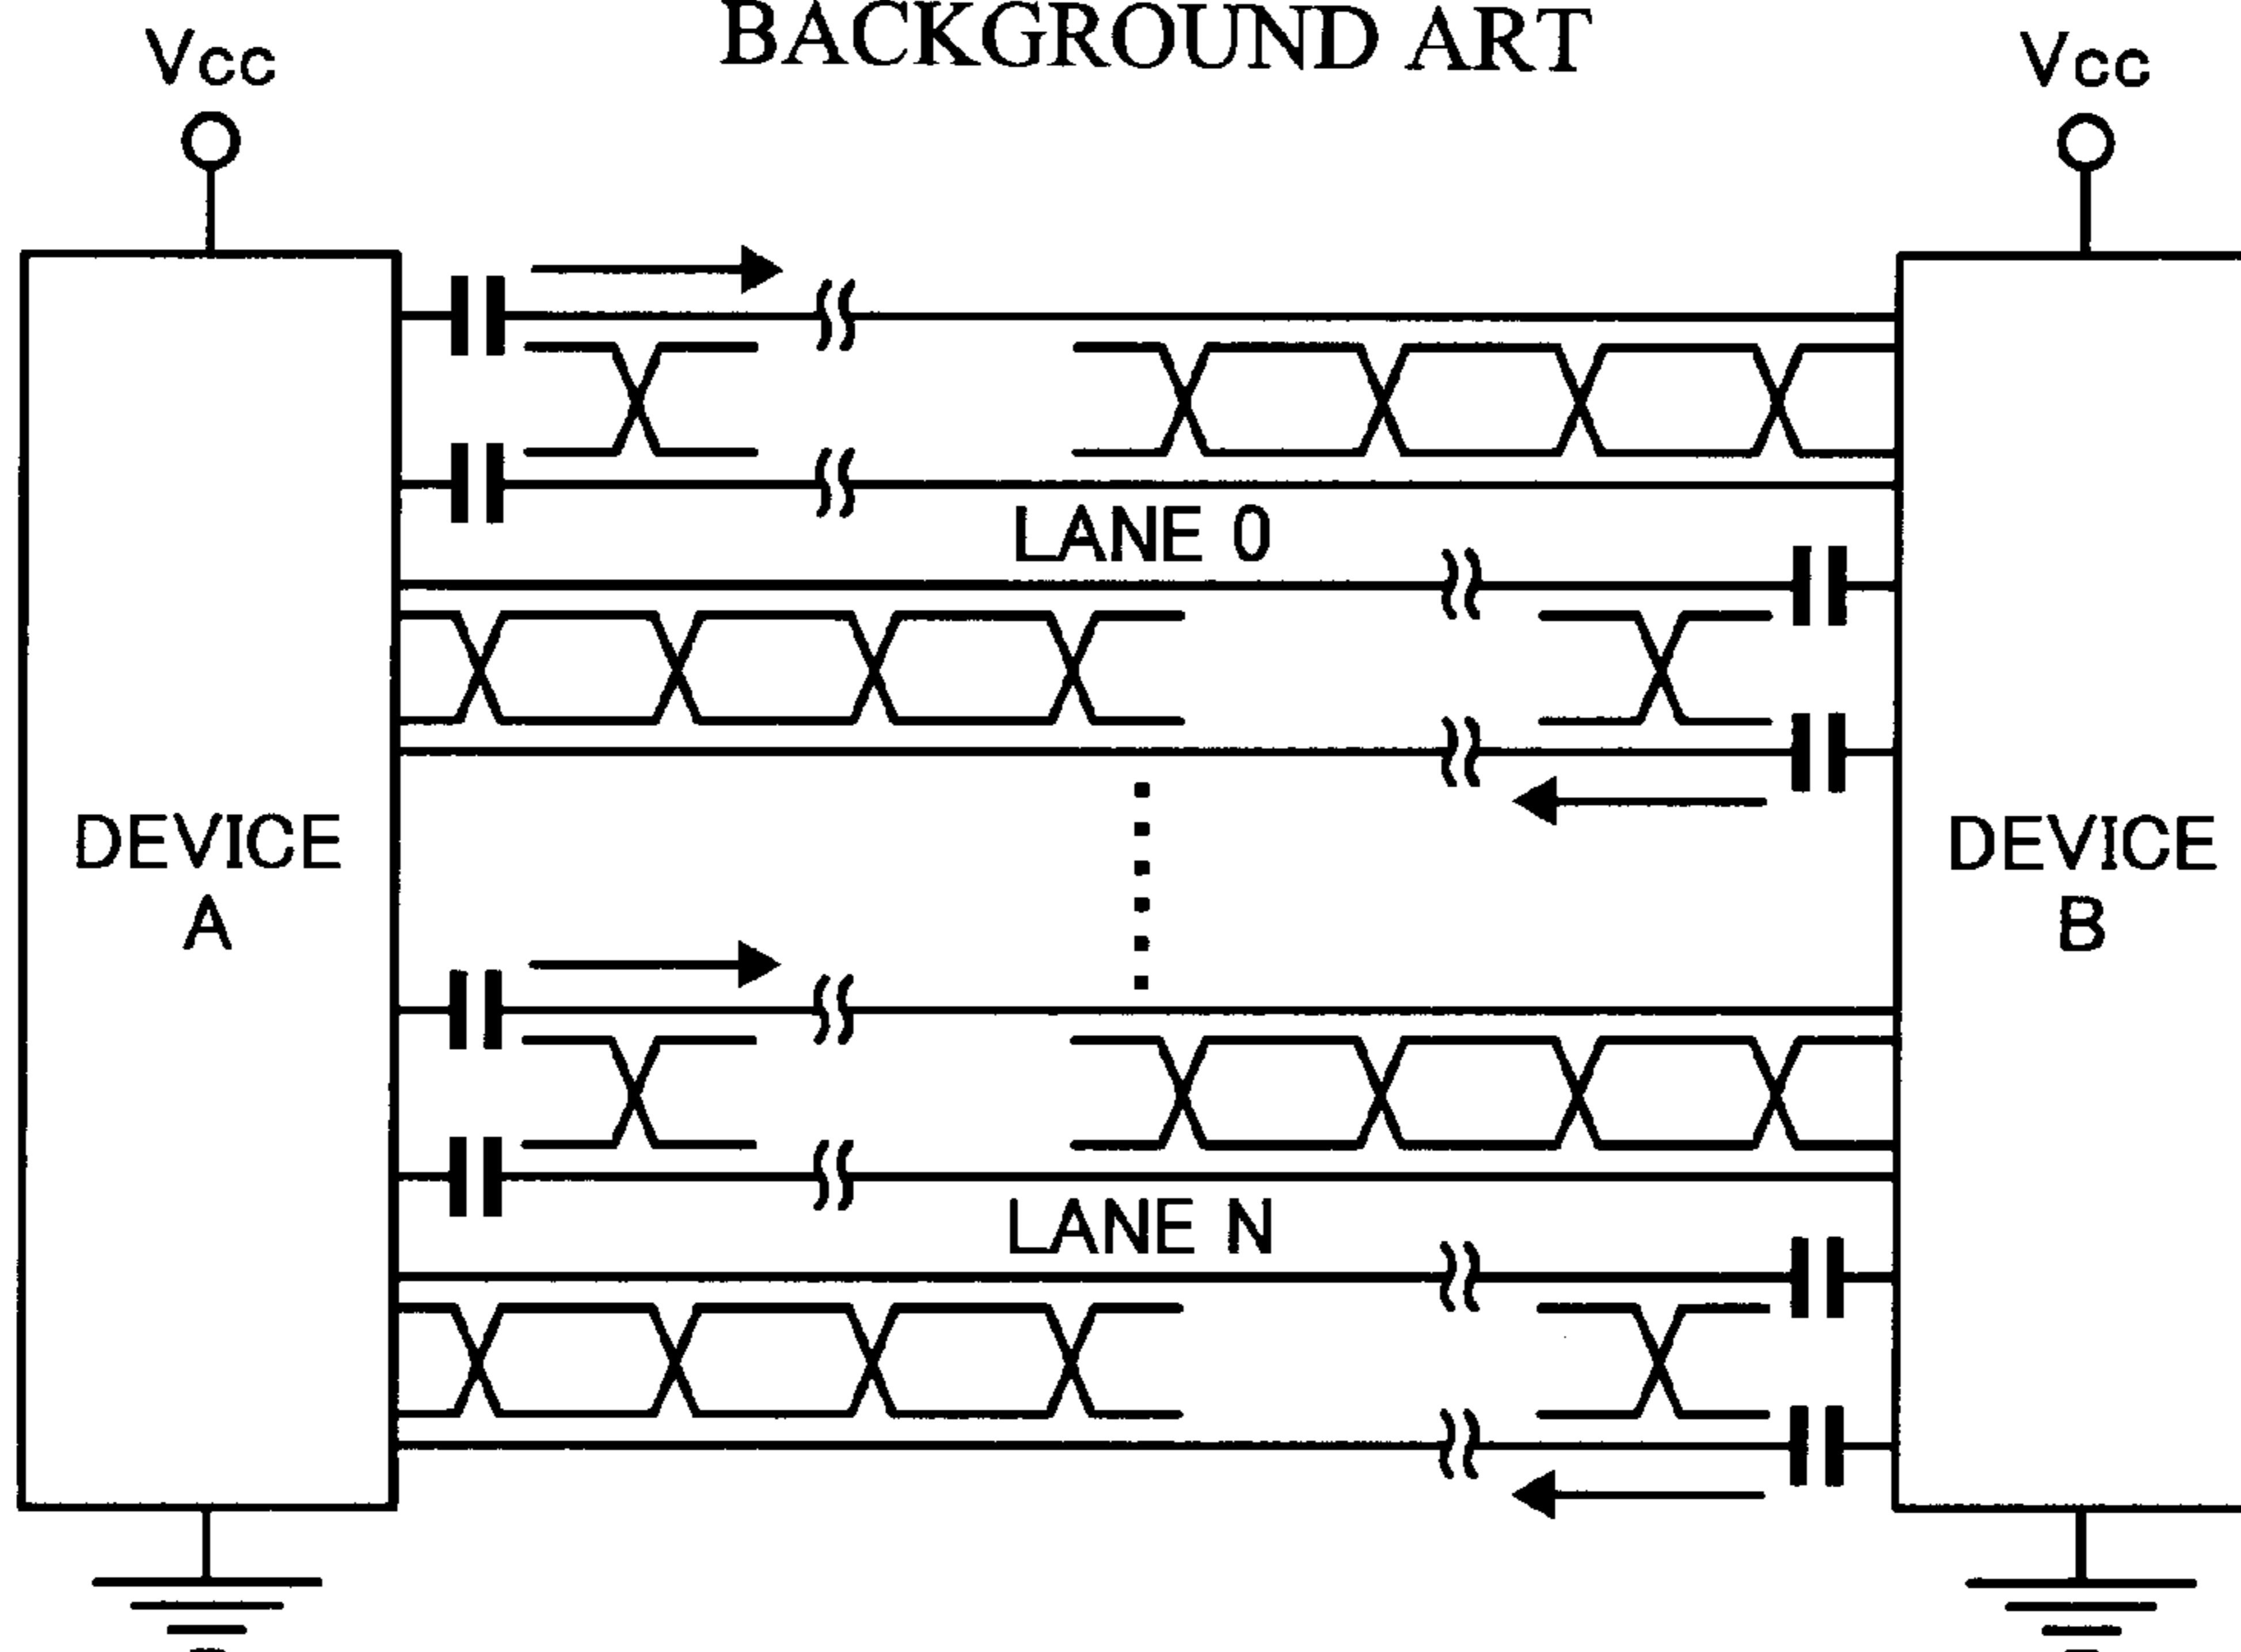 BACKGROUND ART
Vcc
Vcc
LANE 0
DEVICE
A
DEVICE
B
LANE N